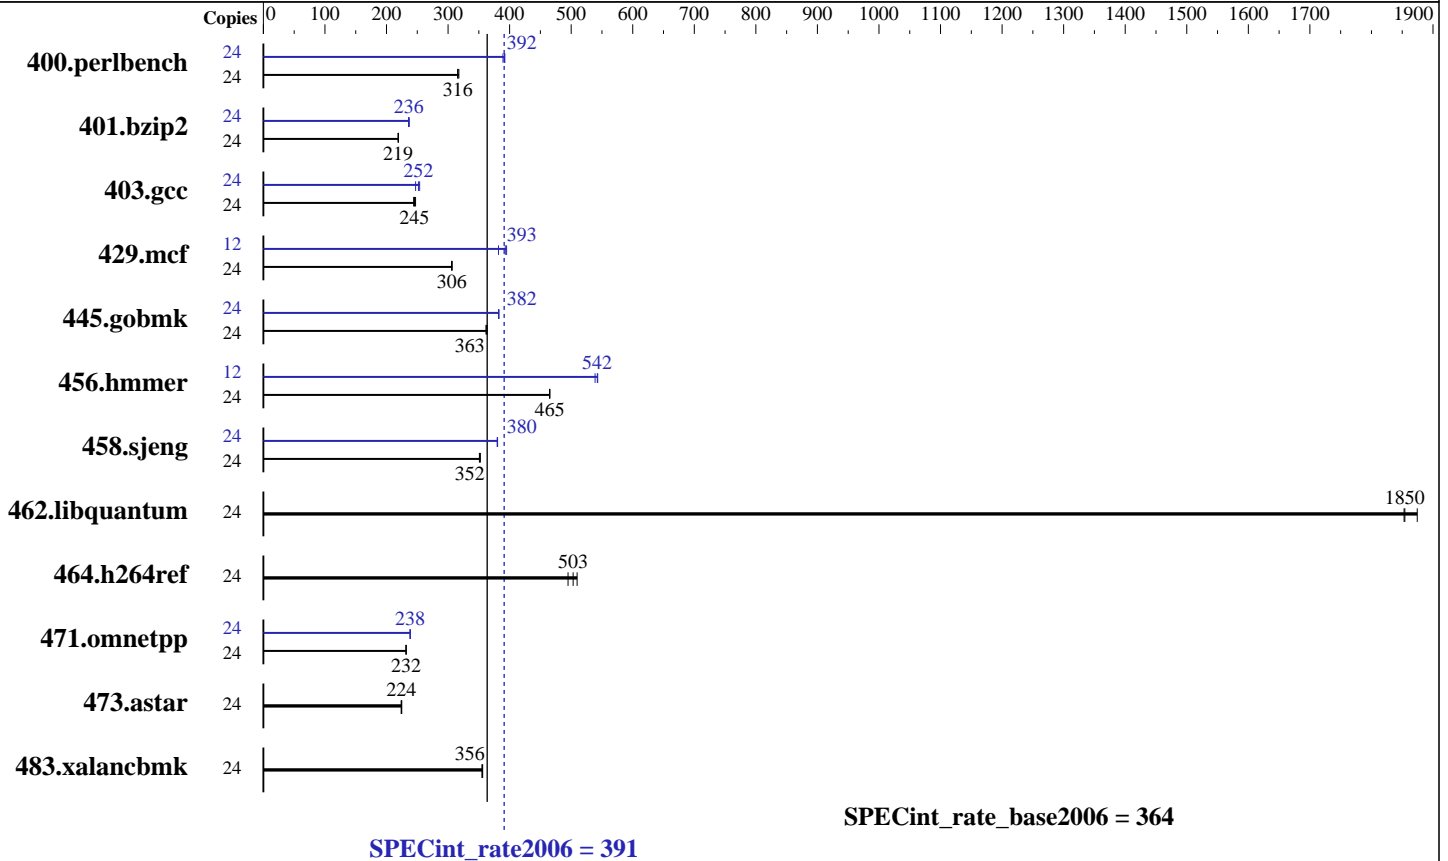 Copies 0 100 200 300 400 500 600 700 800 900 1000 1100 1200 1300 1400 1500 1600 1700 1900
400.perlbench 24 392
24 316
401.bzip2 24 236
24 219
403.gcc 24 252
24 245
429.mcf 12 393
24 306
445.gobmk 24 382
24 363
456.hmmer 12 542
24 465
458.sjeng 24 380
24 352
462.libquantum 24 1850
464.h264ref 24 503
471.omnetpp 24 238
24 232
473.astar 24 224
483.xalancbmk 24 356
SPECint_rate_base2006 = 364
SPECint_rate2006 = 391